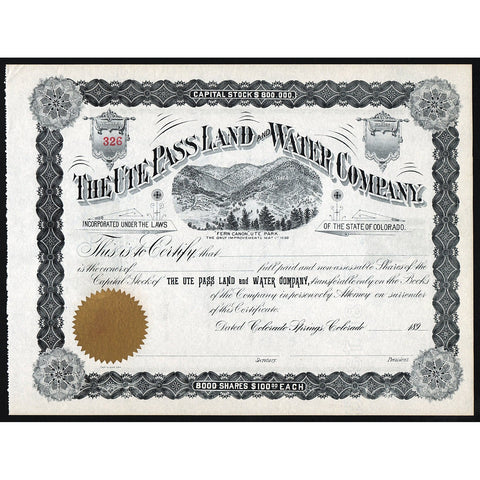 CAPITAL STOCK $ 800,000.
326
THE UTE PASS LAND AND WATER COMPANY.
INCORPORATED UNDER THE LAWS
OF THE STATE OF COLORADO.
FERN CANON, UTE PARK
This is to Certify, that
is the owner of full paid and non assessable Shares of the
Capital Stock of THE UTE PASS LAND and WATER COMPANY, transferable only on the Books
of the Company in person or by Attorney on surrender
of this Certificate.
Dated Colorado Springs, Colorado 189
Secretary. President.
8000 SHARES $100.00 EACH